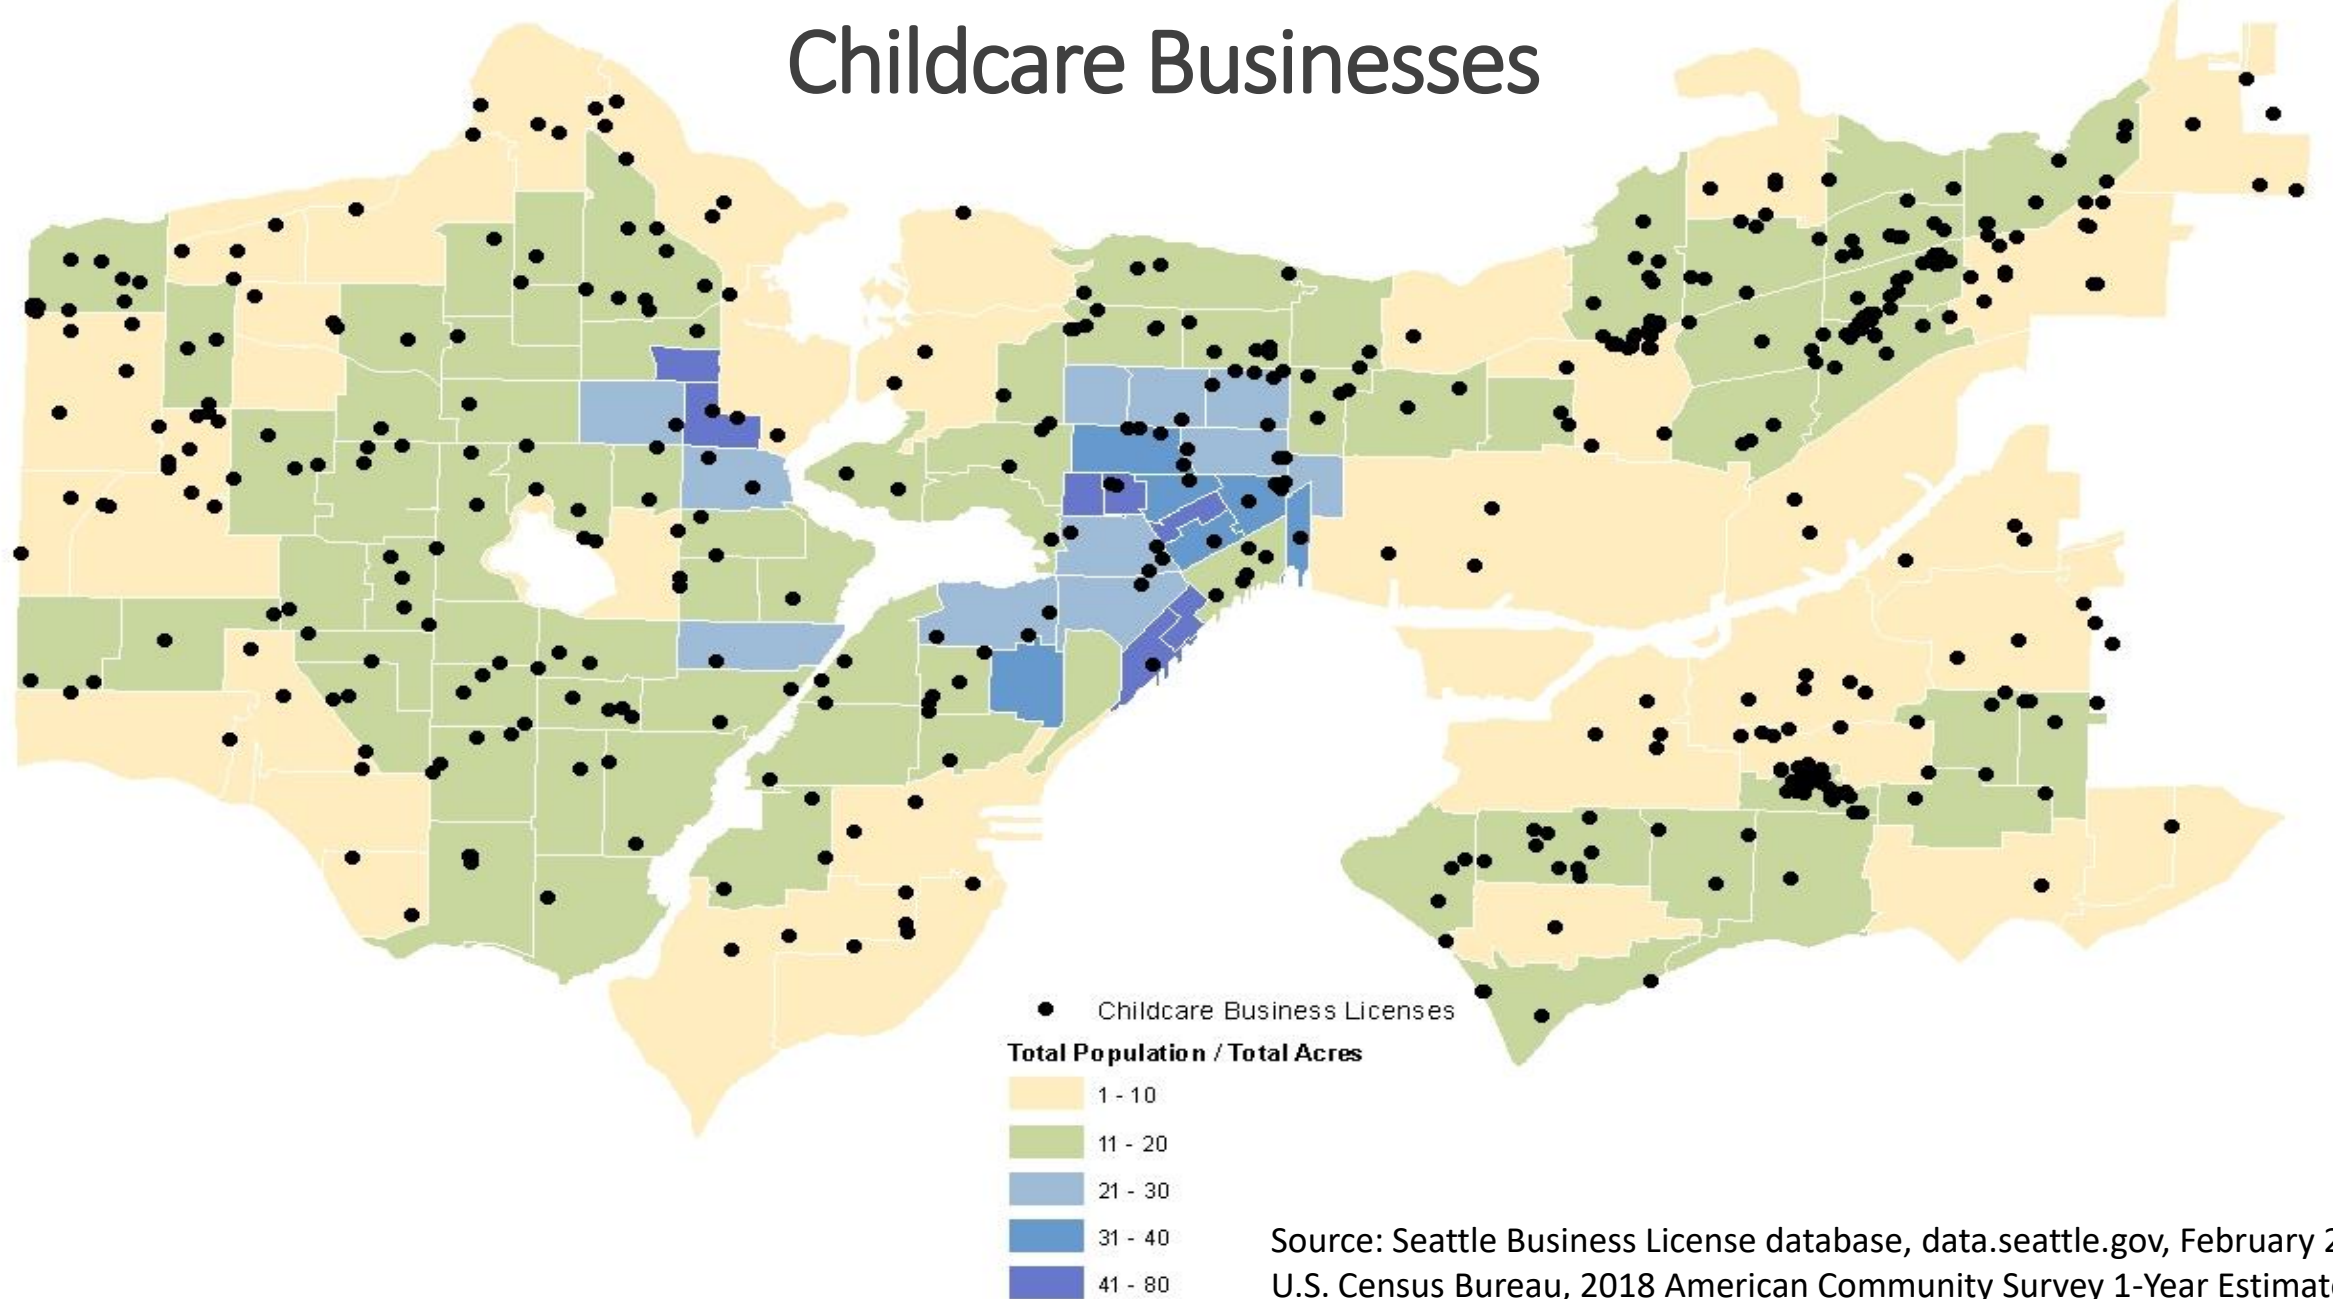 Childcare Businesses
Childcare Business Licenses
Total Population / Total Acres
1 - 10
11 - 20
21 - 30
31 - 40
41 - 80
Source: Seattle Business License database, data.seattle.gov, February
U.S. Census Bureau, 2018 American Community Survey 1-Year